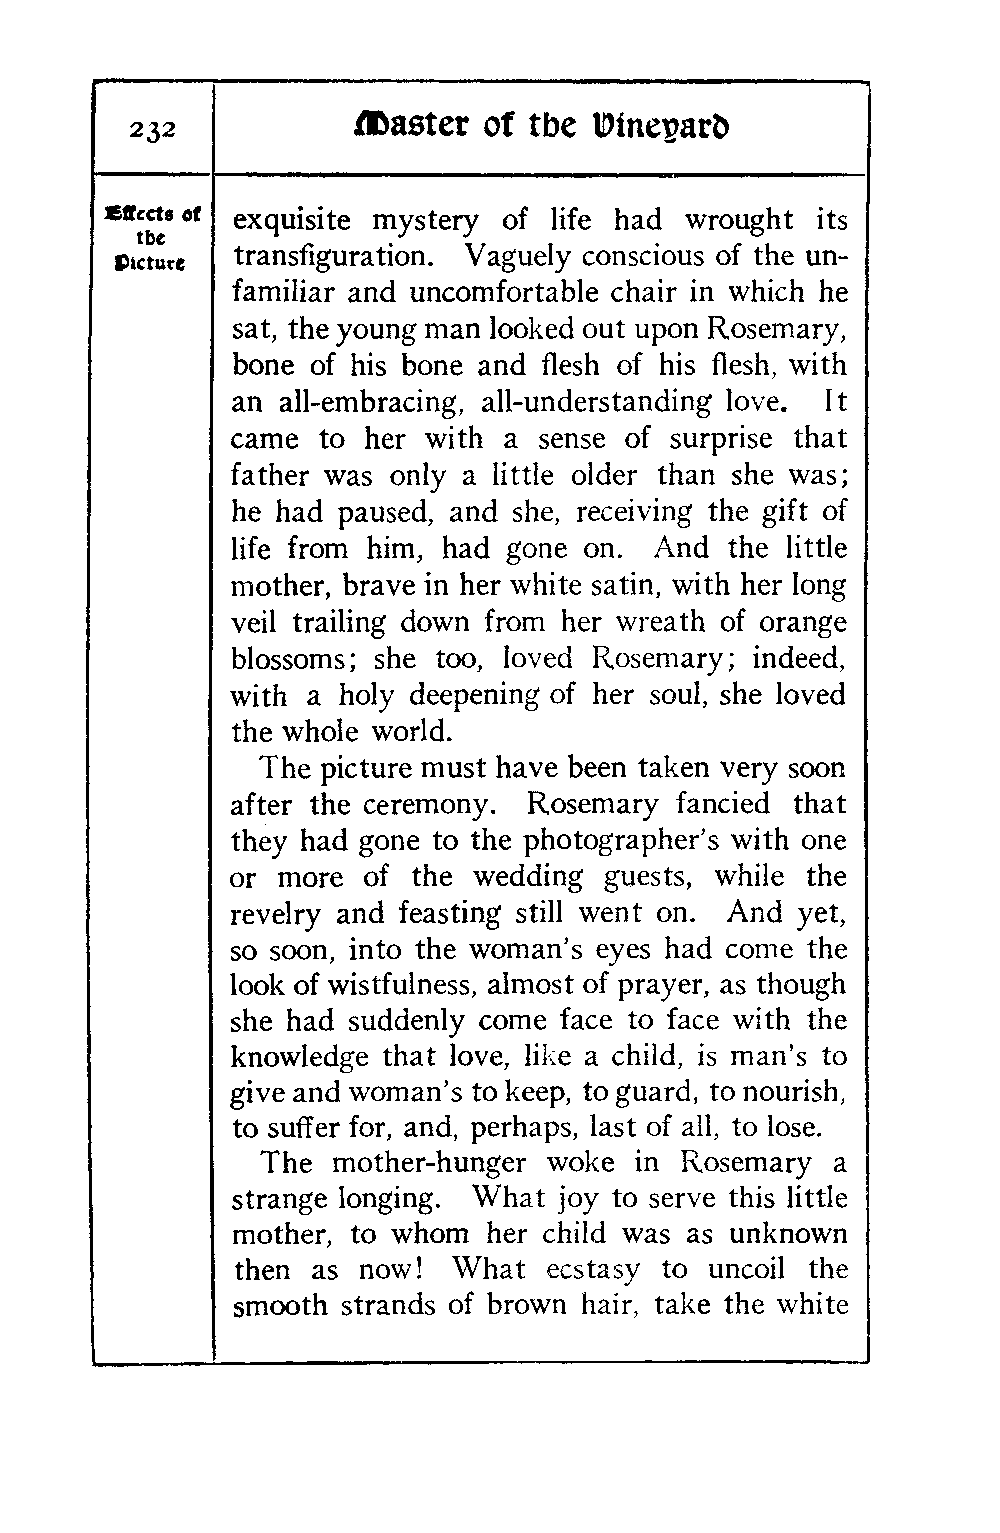 232
Master of the Vineyard
Effects of
the
Picture
exquisite mystery of life had wrought its
transfiguration. Vaguely conscious of the un-
familiar and uncomfortable chair in which he
sat, the young man looked out upon Rosemary,
bone of his bone and flesh of his flesh, with
an all-embracing, all-understanding love. It
came to her with a sense of surprise that
father was only a little older than she was;
he had paused, and she, receiving the gift of
life from him, had gone on. And the little
mother, brave in her white satin, with her long
veil trailing down from her wreath of orange
blossoms; she too, loved Rosemary; indeed,
with a holy deepening of her soul, she loved
the whole world.
The picture must have been taken very soon
after the ceremony. Rosemary fancied that
they had gone to the photographer's with one
or more of the wedding guests, while the
revelry and feasting still went on. And yet,
so soon, into the woman's eyes had come the
look of wistfulness, almost of prayer, as though
she had suddenly come face to face with the
knowledge that love, like a child, is man's to
give and woman's to keep, to guard, to nourish,
to suffer for, and, perhaps, last of all, to lose.
The mother-hunger woke in Rosemary a
strange longing. What joy to serve this little
mother, to whom her child was as unknown
then as now! What ecstasy to uncoil the
smooth strands of brown hair, take the white